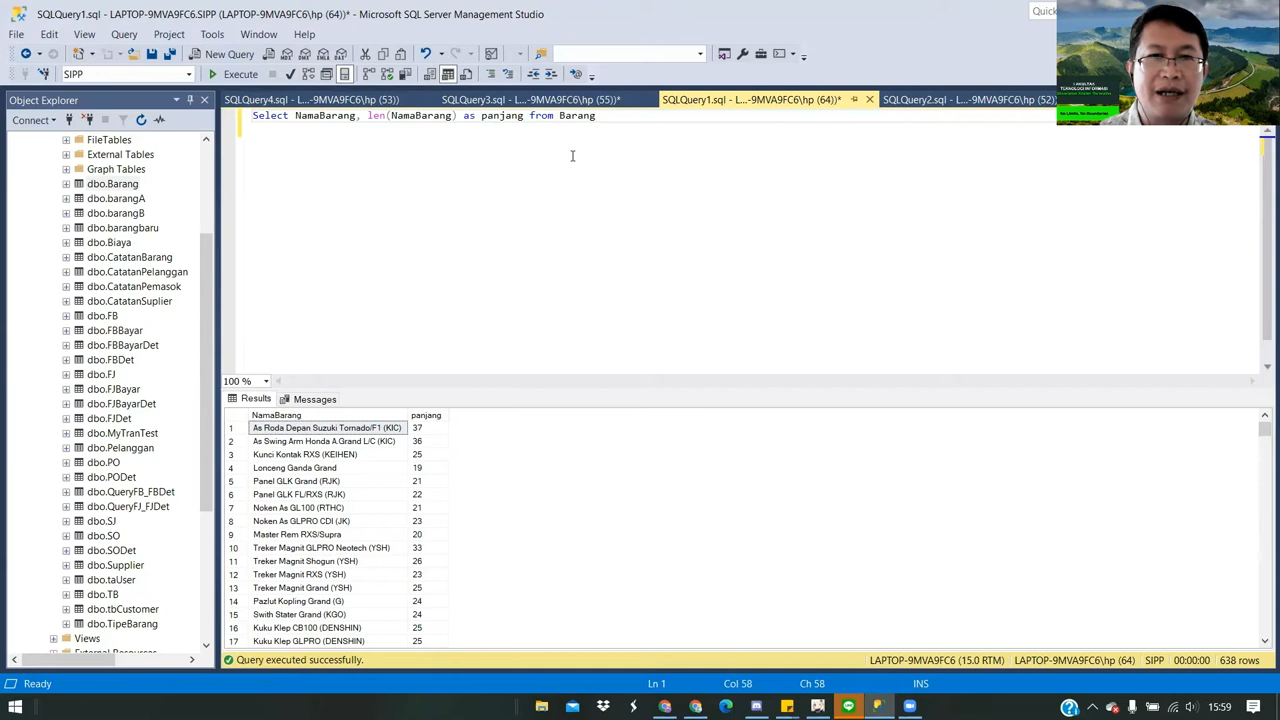 SQLQuery1.sql - LAPTOP-9MVA9FC6.SIPP (LAPTOP-9MVA9FC6\hp (64))* - Microsoft SQL Server Management Studio
Quick
File Edit View Query Project Tools Window Help
New Query
SIPP Execute
Object Explorer
SQLQuery4.sql - L...-9MVA9FC6\hp (53))
SQLQuery3.sql - L...-9MVA9FC6\hp (55))*
SQLQuery1.sql - L...-9MVA9FC6\hp (64))*
SQLQuery2.sql - L...-9MVA9FC6\hp (52))
Connect
FileTables
External Tables
Graph Tables
dbo.Barang
dbo.barangA
dbo.barangB
dbo.barangbaru
dbo.Biaya
dbo.CatatanBarang
dbo.CatatanPelanggan
dbo.CatatanPemasok
dbo.CatatanSuplier
dbo.FB
dbo.FBBayar
dbo.FBBayarDet
dbo.FBDet
dbo.FJ
dbo.FJBayar
dbo.FJBayarDet
dbo.FJDet
dbo.MyTranTest
dbo.Pelanggan
dbo.PO
dbo.PODet
dbo.QueryFB_FBDet
dbo.QueryFJ_FJDet
dbo.SJ
dbo.SO
dbo.SODet
dbo.Supplier
dbo.taUser
dbo.TB
dbo.tbCustomer
dbo.TipeBarang
Views
External Resources
Select NamaBarang, len(NamaBarang) as panjang from Barang
FAKULTAS
TEKNOLOGI INFORMASI
100 %
Results Messages
NamaBarang panjang
1 As Roda Depan Suzuki Tornado/F1 (KIC) 37
2 As Swing Arm Honda A.Grand L/C (KIC) 36
3 Kunci Kontak RXS (KEIHEN) 25
4 Lonceng Ganda Grand 19
5 Panel GLK Grand (RJK) 21
6 Panel GLK FL/RXS (RJK) 22
7 Noken As GL100 (RTHC) 21
8 Noken As GLPRO CDI (JK) 23
9 Master Rem RXS/Supra 20
10 Treker Magnit GLPRO Neotech (YSH) 33
11 Treker Magnit Shogun (YSH) 26
12 Treker Magnit RXS (YSH) 23
13 Treker Magnit Grand (YSH) 25
14 Pazlut Kopling Grand (G) 24
15 Swith Stater Grand (KGO) 24
16 Kuku Klep CB100 (DENSHIN) 25
17 Kuku Klep GLPRO (DENSHIN) 25
Query executed successfully. LAPTOP-9MVA9FC6 (15.0 RTM) LAPTOP-9MVA9FC6\hp (64) SIPP 00:00:00 638 rows
Ready Ln 1 Col 58 Ch 58 INS
15:59